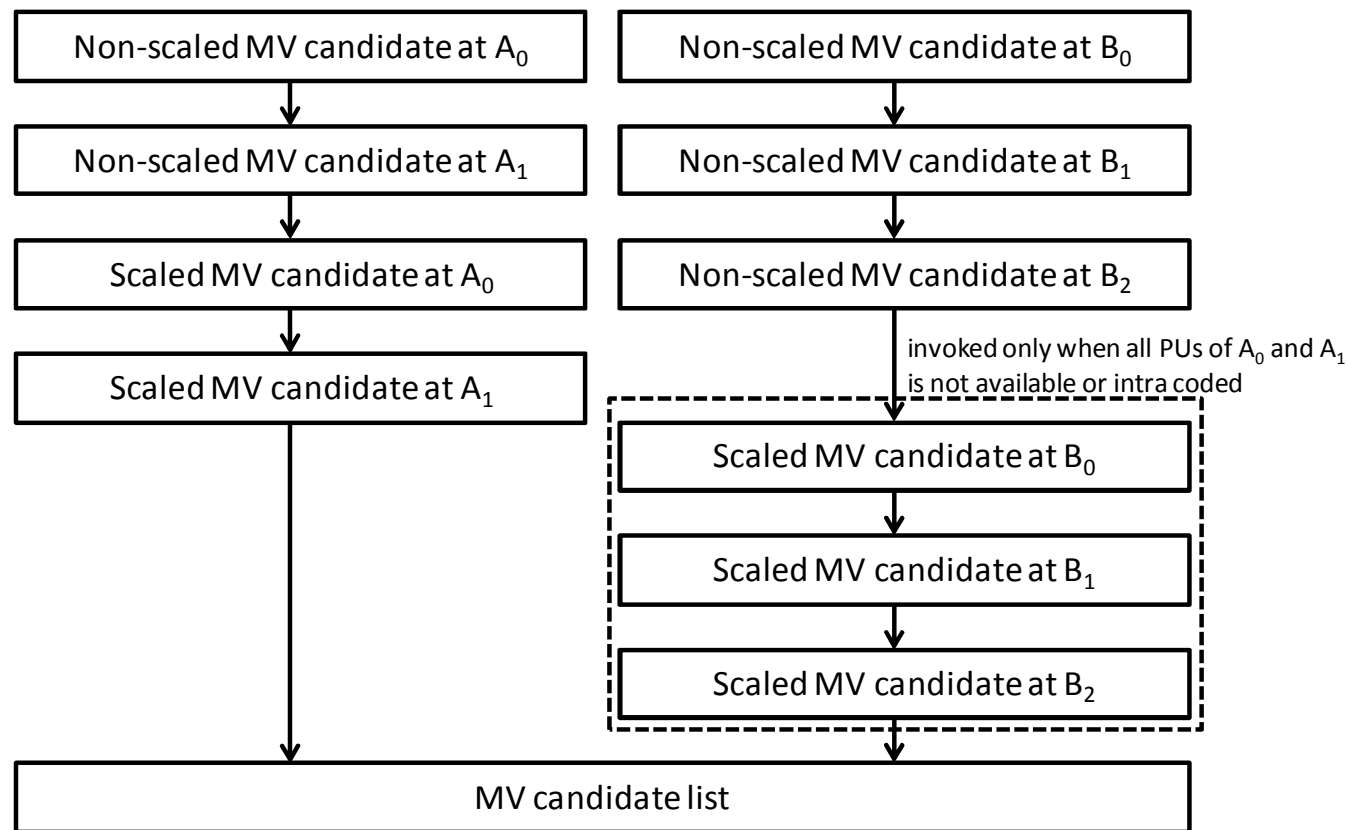 Non-scaled MV candidate at A₀
Non-scaled MV candidate at A₁
Scaled MV candidate at A₀
Scaled MV candidate at A₁
Non-scaled MV candidate at B₀
Non-scaled MV candidate at B₁
Non-scaled MV candidate at B₂
invoked only when all PUs of A₀ and A₁
is not available or intra coded
Scaled MV candidate at B₀
Scaled MV candidate at B₁
Scaled MV candidate at B₂
MV candidate list